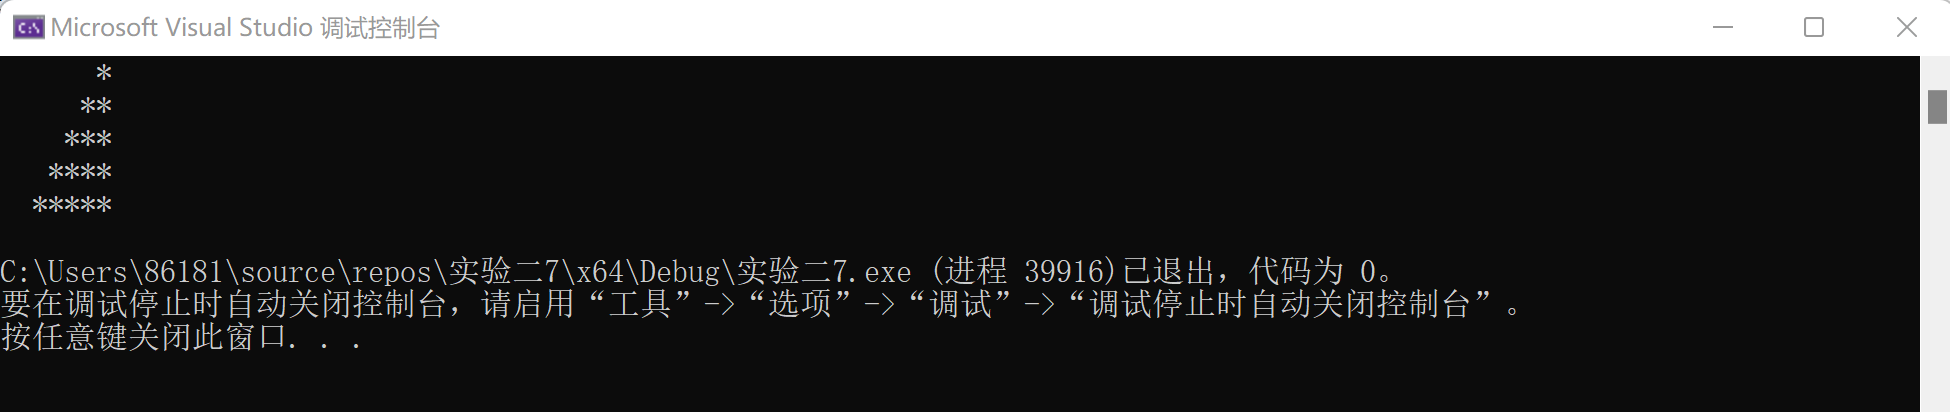 Microsoft Visual Studio 调试控制台
      *
     **
    ***
   ****
  *****
C:\Users\86181\source\repos\实验二7\x64\Debug\实验二7.exe (进程 39916)已退出，代码为 0。
要在调试停止时自动关闭控制台，请启用“工具”->“选项”->“调试”->“调试停止时自动关闭控制台”。
按任意键关闭此窗口. . .